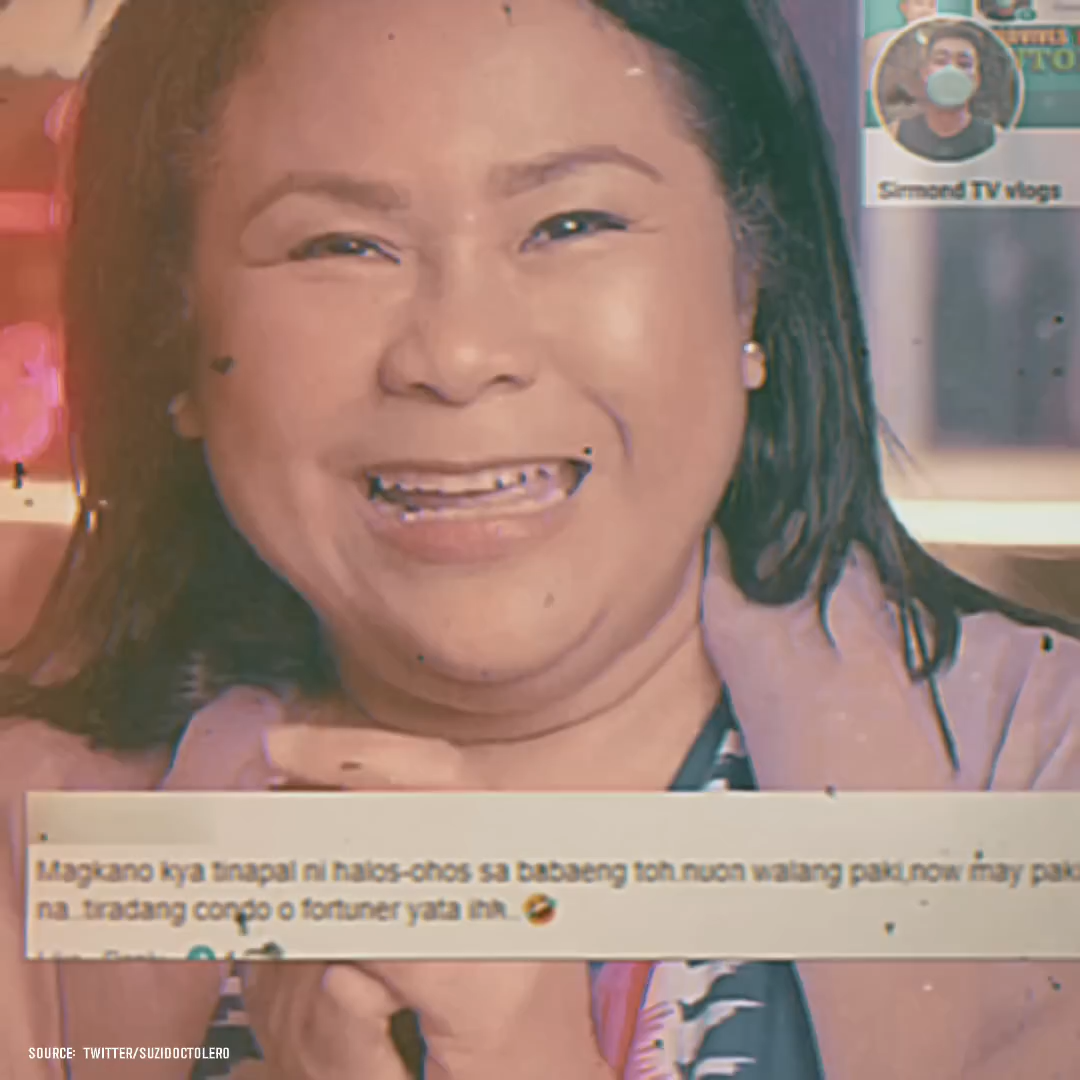 Sirmond TV vlogs
Magkano kya tinapal ni halos-ohos sa babaeng toh.nuon walang paki,now may paki
na..tiradang condo o fortuner yata ihh..🤣
SOURCE: TWITTER/SUZIDOCTOLERO